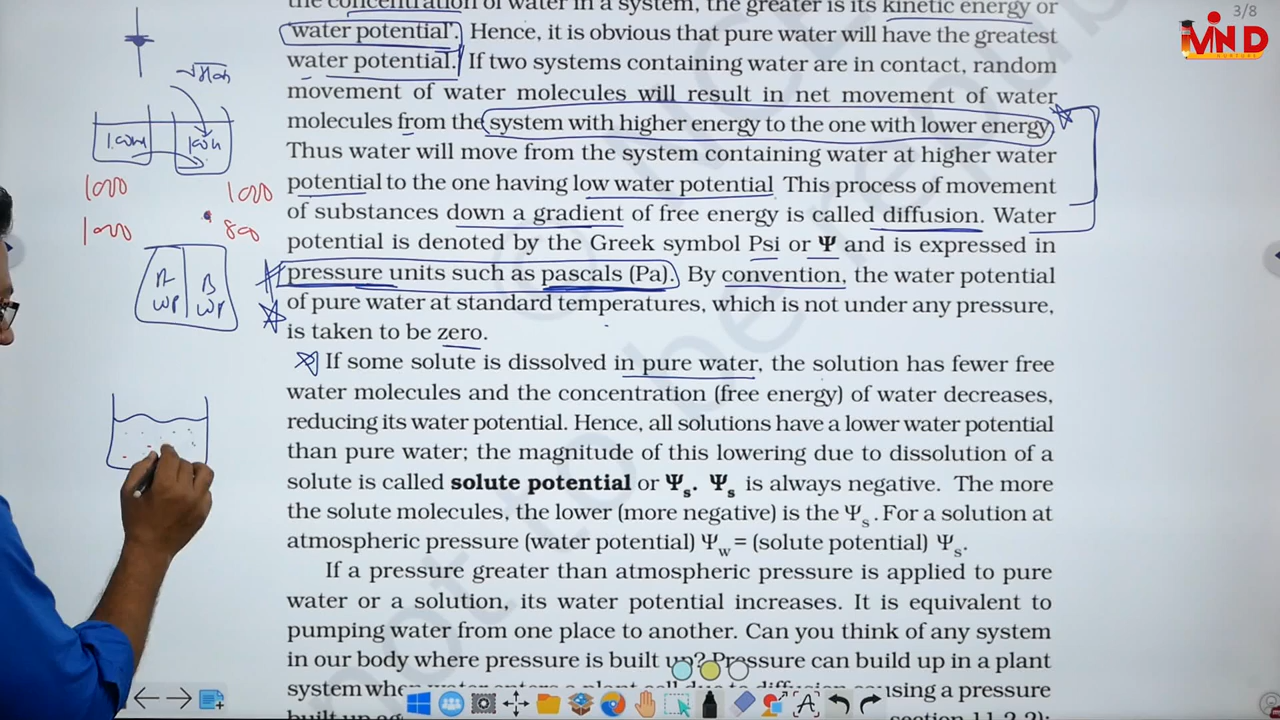 the concentration of water in a system, the greater is its kinetic energy or
'water potential'. Hence, it is obvious that pure water will have the greatest
water potential. If two systems containing water are in contact, random
movement of water molecules will result in net movement of water
molecules from the system with higher energy to the one with lower energy
Thus water will move from the system containing water at higher water
potential to the one having low water potential This process of movement
of substances down a gradient of free energy is called diffusion. Water
potential is denoted by the Greek symbol Psi or Ψ and is expressed in
pressure units such as pascals (Pa). By convention, the water potential
of pure water at standard temperatures, which is not under any pressure,
is taken to be zero.
If some solute is dissolved in pure water, the solution has fewer free
water molecules and the concentration (free energy) of water decreases,
reducing its water potential. Hence, all solutions have a lower water potential
than pure water; the magnitude of this lowering due to dissolution of a
solute is called solute potential or Ψs. Ψs is always negative. The more
the solute molecules, the lower (more negative) is the Ψs. For a solution at
atmospheric pressure (water potential) Ψw = (solute potential) Ψs.
If a pressure greater than atmospheric pressure is applied to pure
water or a solution, its water potential increases. It is equivalent to
pumping water from one place to another. Can you think of any system
in our body where pressure is built up? Pressure can build up in a plant
system whe
using a pressure
built up
section 11.2.2);
1000 1000
1000 800
A B
WP WP
3/8
MIND